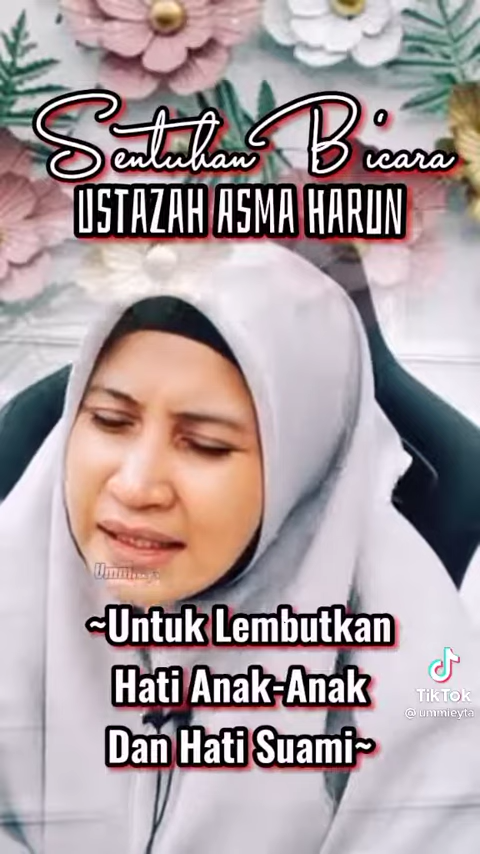 Sentuhan Bicara
USTAZAH ASMA HARUN
~Untuk Lembutkan
Hati Anak-Anak
Dan Hati Suami~
TikTok
@ummieyta